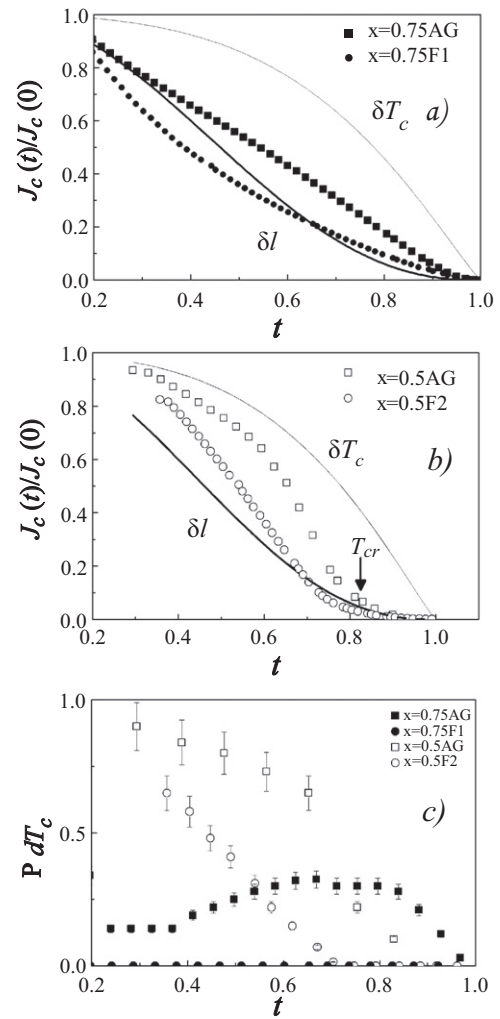 1.0
0.8
0.6
0.4
0.2
0.0
J_c(t)/J_c(0)
x=0.75AG
x=0.75F1
δT_c a)
δl
0.2 0.4 0.6 0.8 1.0
t
1.0
0.8
0.6
0.4
0.2
0.0
J_c(t)/J_c(0)
x=0.5AG
x=0.5F2
δT_c b)
δl
T_cr
0.2 0.4 0.6 0.8 1.0
t
1.0
0.5
0.0
P dT_c
x=0.75AG
x=0.75F1
x=0.5AG
x=0.5F2
c)
0.2 0.4 0.6 0.8 1.0
t